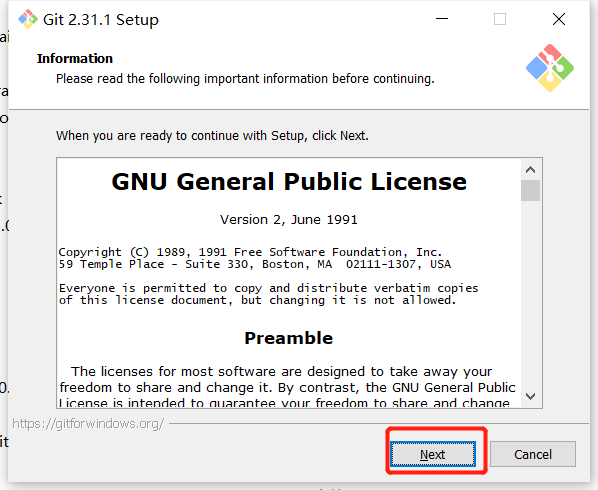 Git 2.31.1 Setup
Information
Please read the following important information before continuing.
When you are ready to continue with Setup, click Next.
GNU General Public License
Version 2, June 1991
Copyright (C) 1989, 1991 Free Software Foundation, Inc.
59 Temple Place - Suite 330, Boston, MA  02111-1307, USA
Everyone is permitted to copy and distribute verbatim copies
of this license document, but changing it is not allowed.
Preamble
The licenses for most software are designed to take away your
freedom to share and change it. By contrast, the GNU General Public
License is intended to guarantee your freedom to share and change
https://gitforwindows.org/
Next
Cancel